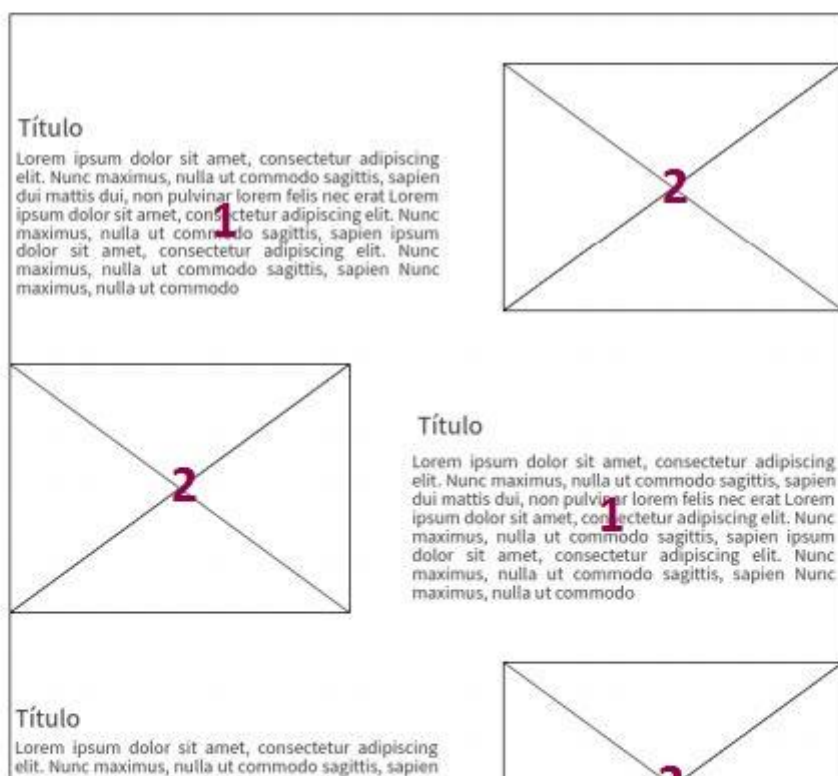 Título
Lorem ipsum dolor sit amet, consectetur adipiscing
elit. Nunc maximus, nulla ut commodo sagittis, sapien
dui mattis dui, non pulvinar lorem felis nec erat Lorem
ipsum dolor sit amet, consectetur adipiscing elit. Nunc
maximus, nulla ut commodo sagittis, sapien ipsum
dolor sit amet, consectetur adipiscing elit. Nunc
maximus, nulla ut commodo sagittis, sapien Nunc
maximus, nulla ut commodo
1
2
2
Título
Lorem ipsum dolor sit amet, consectetur adipiscing
elit. Nunc maximus, nulla ut commodo sagittis, sapien
dui mattis dui, non pulvinar lorem felis nec erat Lorem
ipsum dolor sit amet, consectetur adipiscing elit. Nunc
maximus, nulla ut commodo sagittis, sapien ipsum
dolor sit amet, consectetur adipiscing elit. Nunc
maximus, nulla ut commodo sagittis, sapien Nunc
maximus, nulla ut commodo
1
Título
Lorem ipsum dolor sit amet, consectetur adipiscing
elit. Nunc maximus, nulla ut commodo sagittis, sapien